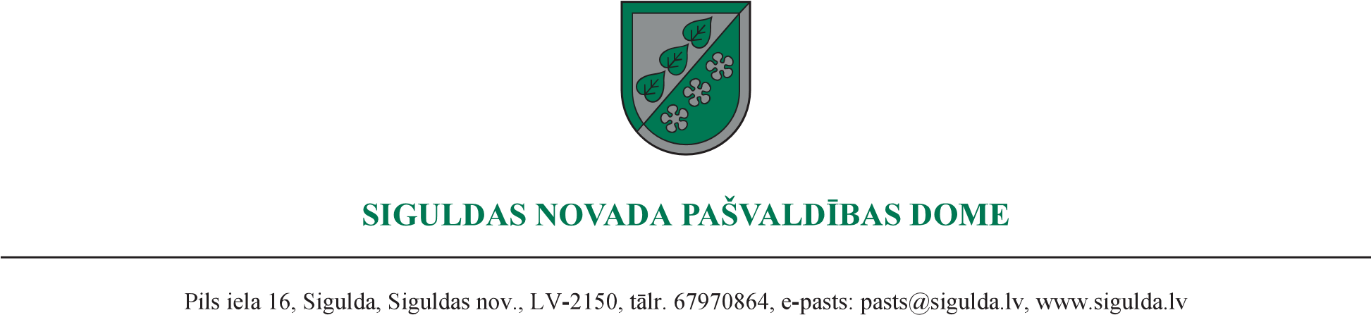 SIGULDAS NOVADA PAŠVALDĪBAS DOME
Pils iela 16, Sigulda, Siguldas nov., LV-2150, tālr. 67970864, e-pasts: pasts@sigulda.lv, www.sigulda.lv